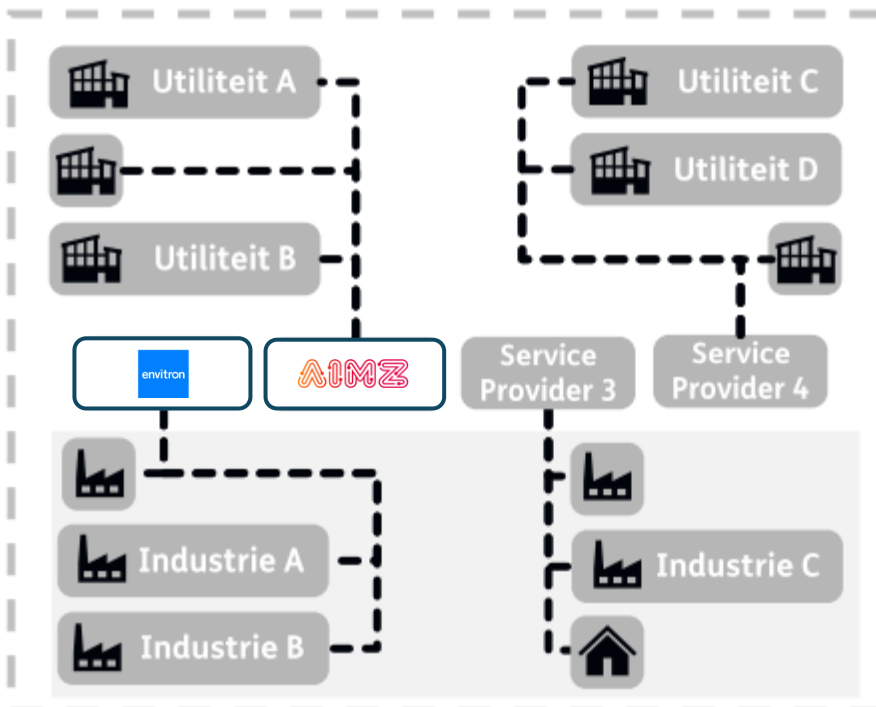 Utiliteit A
Utiliteit C
Utiliteit D
Utiliteit B
envitron
AIMZ
Service
Provider 3
Service
Provider 4
Industrie A
Industrie C
Industrie B